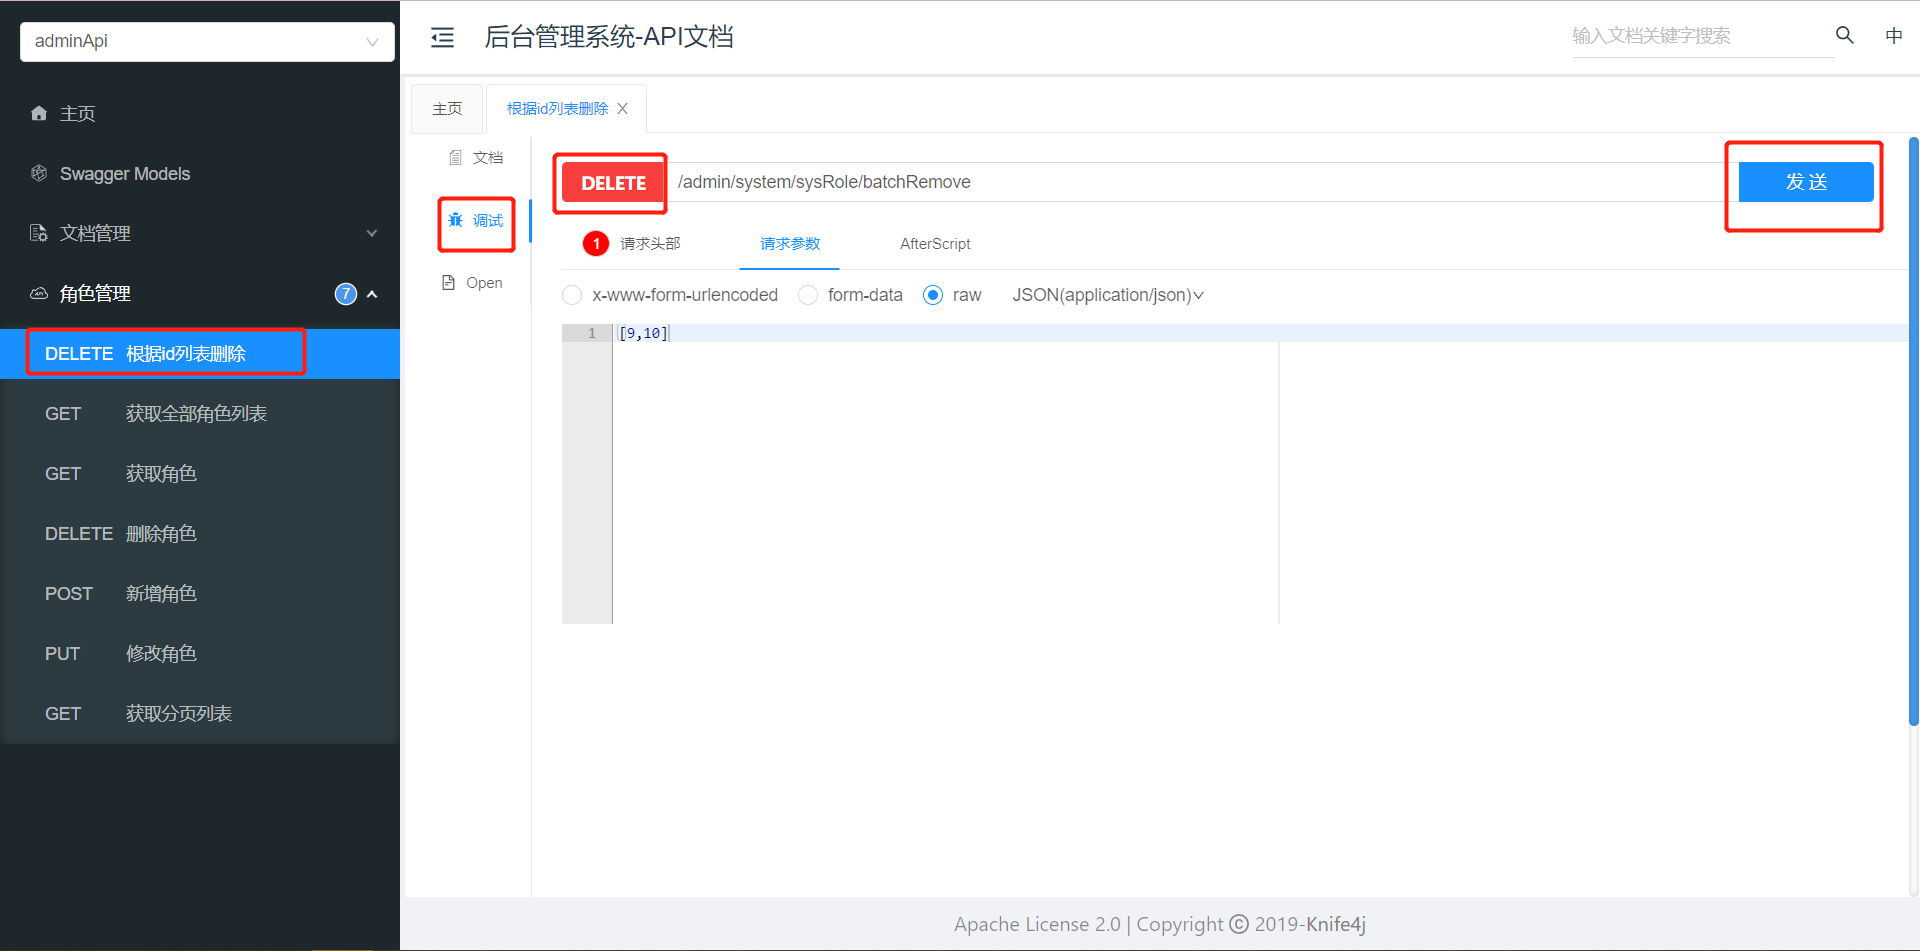 adminApi
主页
Swagger Models
文档管理
角色管理 7
DELETE 根据id列表删除
GET 获取全部角色列表
GET 获取角色
DELETE 删除角色
POST 新增角色
PUT 修改角色
GET 获取分页列表
后台管理系统-API文档
输入文档关键字搜索
中
主页
根据id列表删除
文档
调试
Open
DELETE /admin/system/sysRole/batchRemove
发 送
1 请求头部
请求参数
AfterScript
x-www-form-urlencoded
form-data
raw
JSON(application/json)
1
[9,10]
Apache License 2.0 | Copyright © 2019-Knife4j